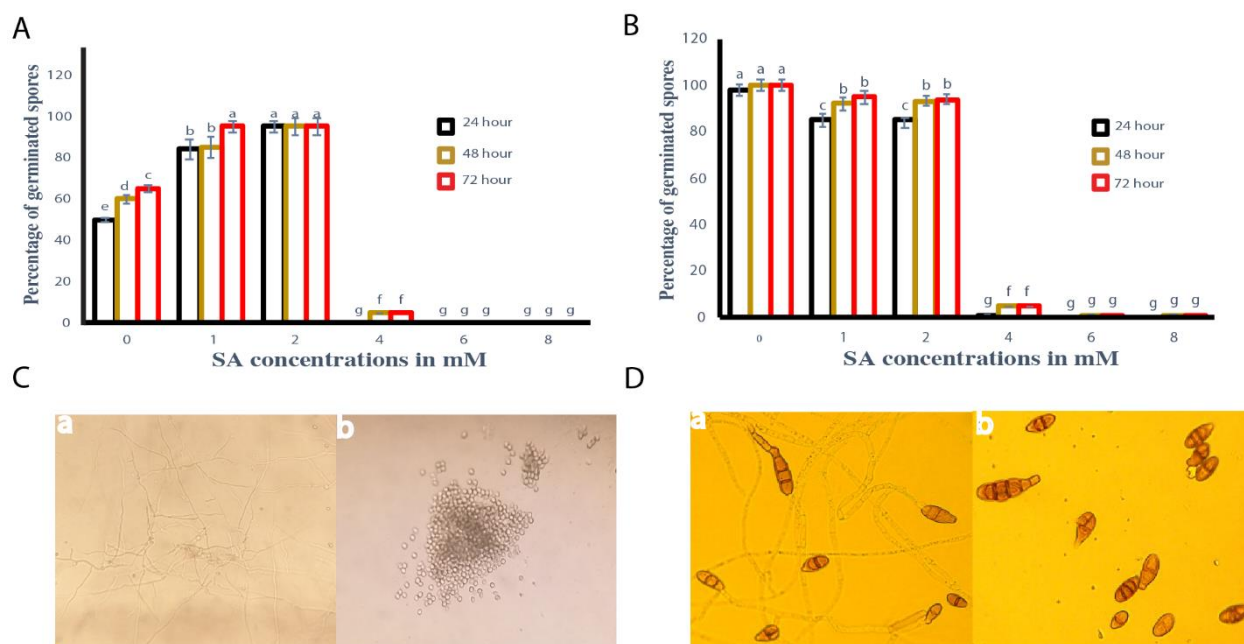 A
Percentage of germinated spores
120
100
80
60
40
20
0
e d c
b b a
a a a
g f f
g g g
g g g
24 hour
48 hour
72 hour
0 1 2 4 6 8
SA concentrations in mM
B
Percentage of germinated spores
120
100
80
60
40
20
0
a a a
c b b
c b b
g f f
g g g
g g g
24 hour
48 hour
72 hour
0 1 2 4 6 8
SA concentrations in mM
C
a
b
D
a
b